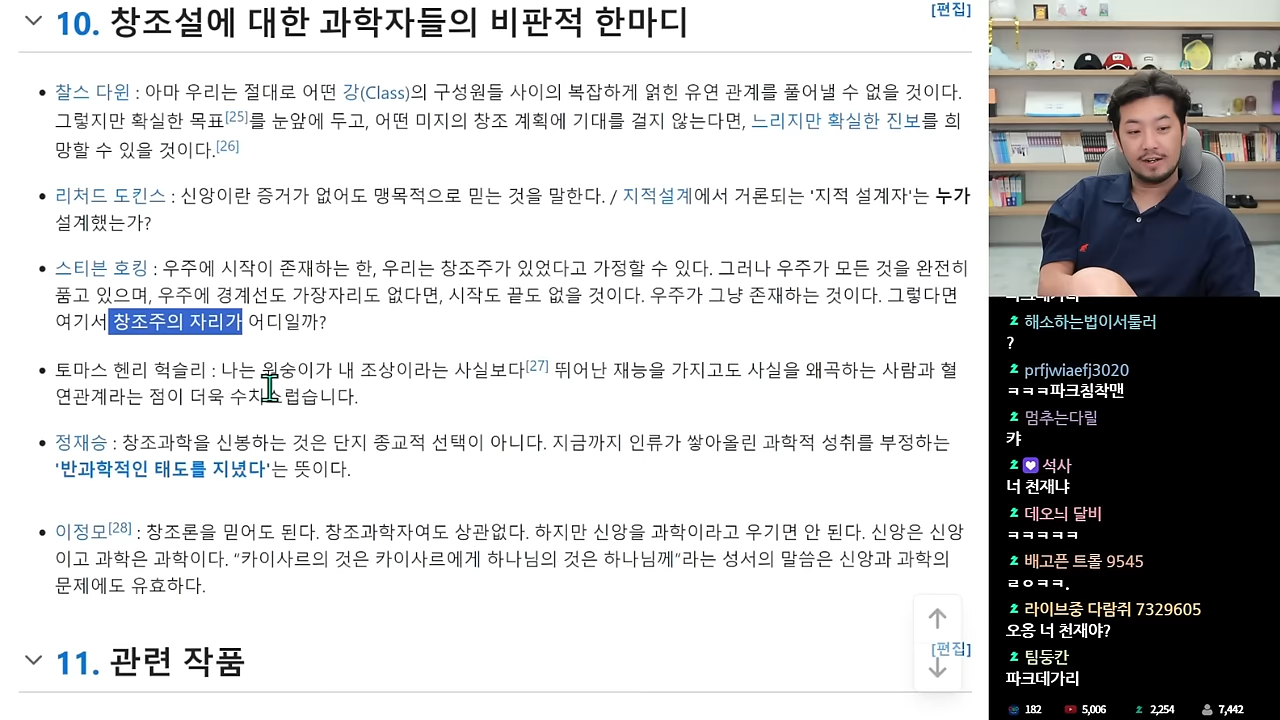 10. 창조설에 대한 과학자들의 비판적 한마디
[편집]
찰스 다윈 : 아마 우리는 절대로 어떤 강(Class)의 구성원들 사이의 복잡하게 얽힌 유연 관계를 풀어낼 수 없을 것이다.
그렇지만 확실한 목표[25]를 눈앞에 두고, 어떤 미지의 창조 계획에 기대를 걸지 않는다면, 느리지만 확실한 진보를 희
망할 수 있을 것이다.[26]
리처드 도킨스 : 신앙이란 증거가 없어도 맹목적으로 믿는 것을 말한다. / 지적설계에서 거론되는 '지적 설계자'는 누가
설계했는가?
스티븐 호킹 : 우주에 시작이 존재하는 한, 우리는 창조주가 있었다고 가정할 수 있다. 그러나 우주가 모든 것을 완전히
품고 있으며, 우주에 경계선도 가장자리도 없다면, 시작도 끝도 없을 것이다. 우주가 그냥 존재하는 것이다. 그렇다면
여기서 창조주의 자리가 어디일까?
토마스 헨리 헉슬리 : 나는 원숭이가 내 조상이라는 사실보다[27] 뛰어난 재능을 가지고도 사실을 왜곡하는 사람과 혈
연관계라는 점이 더욱 수치스럽습니다.
정재승 : 창조과학을 신봉하는 것은 단지 종교적 선택이 아니다. 지금까지 인류가 쌓아올린 과학적 성취를 부정하는
'반과학적인 태도를 지녔다'는 뜻이다.
이정모[28] : 창조론을 믿어도 된다. 창조과학자여도 상관없다. 하지만 신앙을 과학이라고 우기면 안 된다. 신앙은 신앙
이고 과학은 과학이다. “카이사르의 것은 카이사르에게 하나님의 것은 하나님께”라는 성서의 말씀은 신앙과 과학의
문제에도 유효하다.
11. 관련 작품
[편집]
파크데가리
해소하는법이서툴러
?
prfjwiaefj3020
ㅋㅋㅋ파크침착맨
멈추는다릴
캬
석사
너 천재냐
데오늬 달비
ㅋㅋㅋㅋㅋ
배고픈 트롤 9545
ㄹㅇㅋㅋ.
라이브중 다람쥐 7329605
오옹 너 천재야?
팀둥칸
파크데가리
182 5,006 2,254 7,442